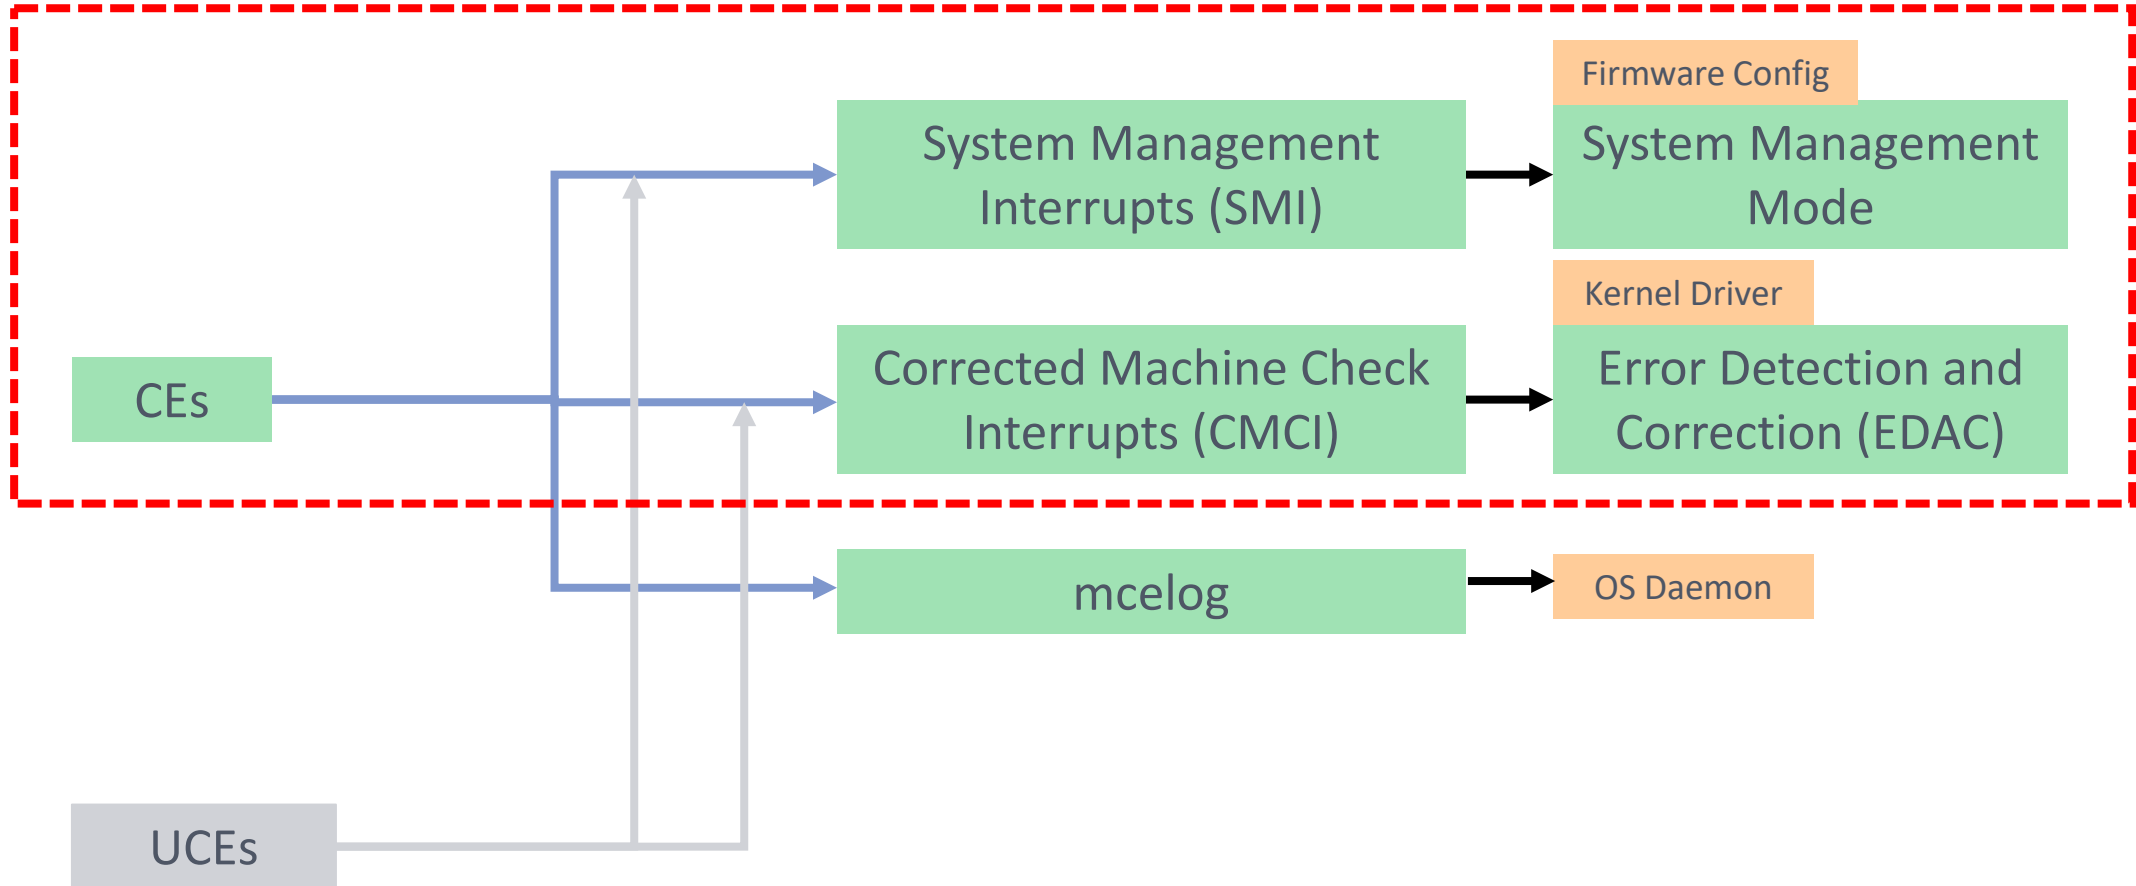 Firmware Config
System Management
Interrupts (SMI)
System Management
Mode
Kernel Driver
CEs
Corrected Machine Check
Interrupts (CMCI)
Error Detection and
Correction (EDAC)
mcelog
OS Daemon
UCEs